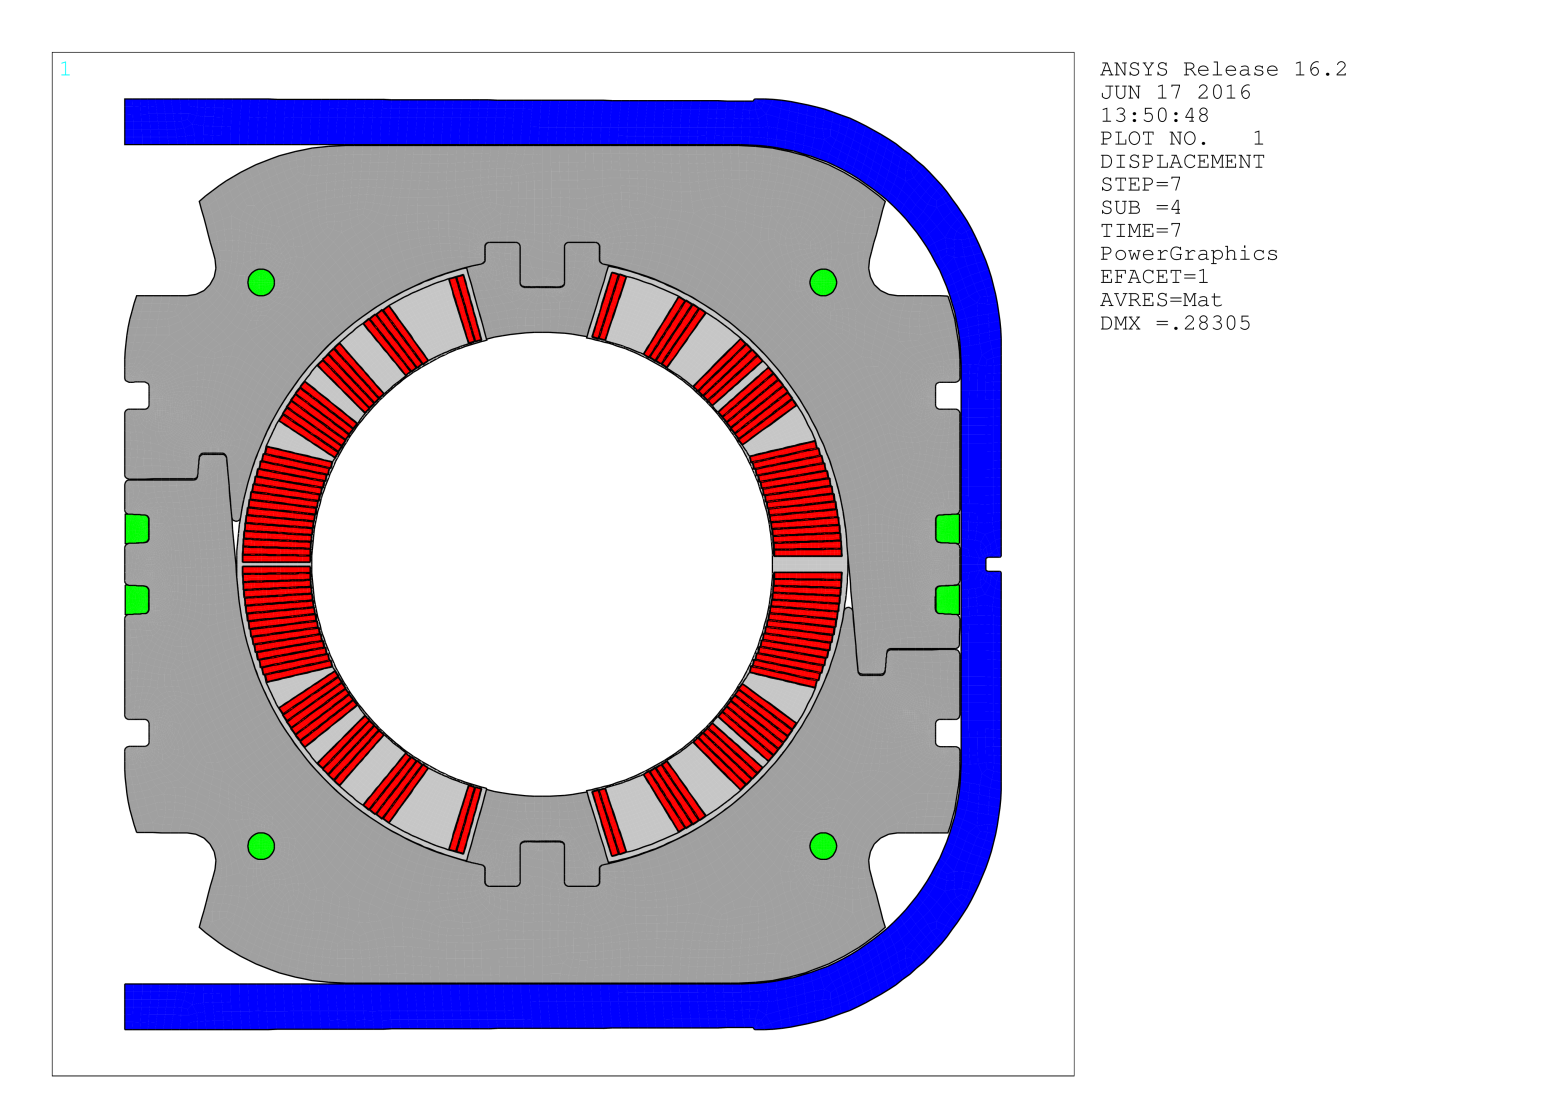 1
ANSYS Release 16.2
JUN 17 2016
13:50:48
PLOT NO.   1
DISPLACEMENT
STEP=7
SUB =4
TIME=7
PowerGraphics
EFACET=1
AVRES=Mat
DMX =.28305